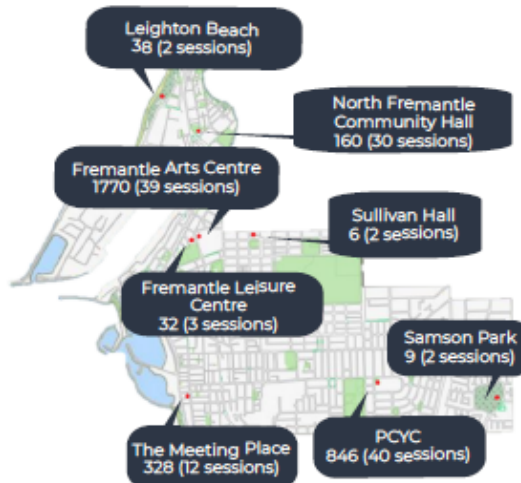 Leighton Beach
38 (2 sessions)
North Fremantle
Community Hall
160 (30 sessions)
Fremantle Arts Centre
1770 (39 sessions)
Sullivan Hall
6 (2 sessions)
Fremantle Leisure
Centre
32 (3 sessions)
Samson Park
9 (2 sessions)
The Meeting Place
328 (12 sessions)
PCYC
846 (40 sessions)